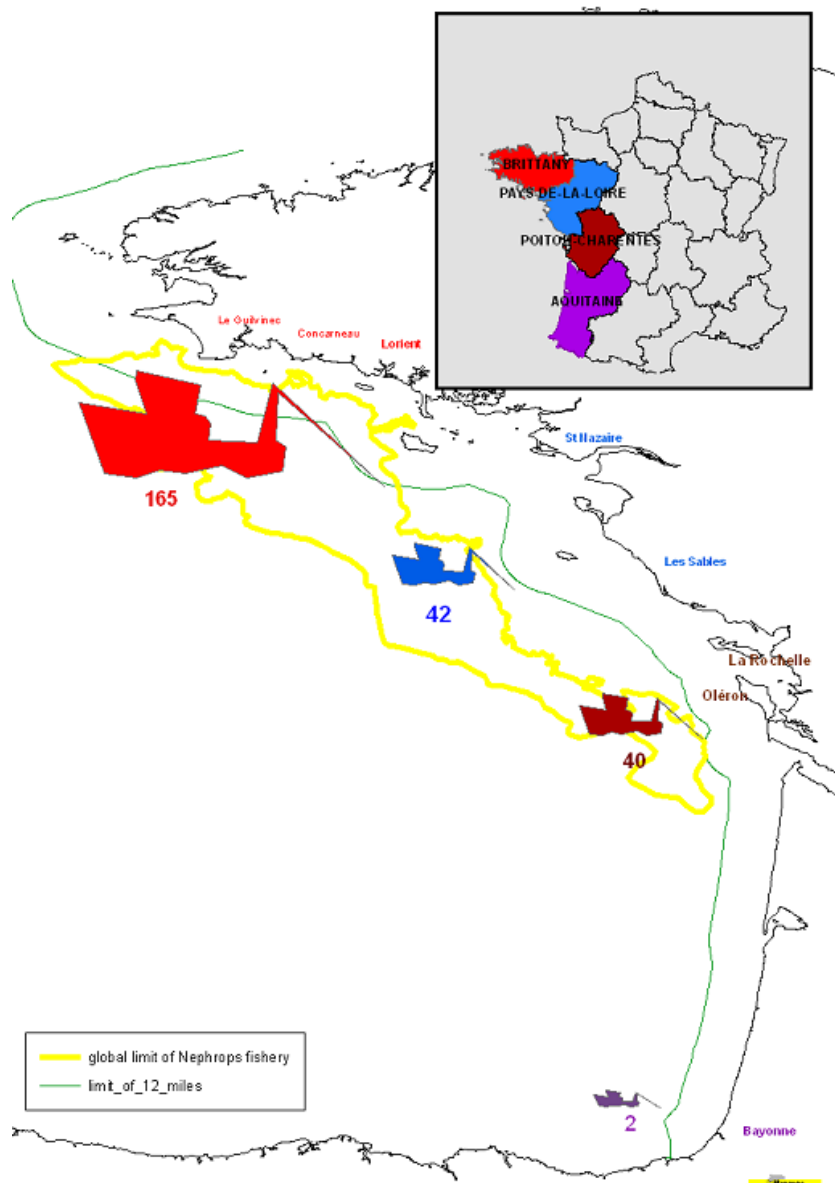 BRITTANY
PAYS-DE-LA-LOIRE
POITOU-CHARENTES
AQUITAINE
Le Guilvinec
Concarneau
Lorient
St Nazaire
165
Les Sables
42
La Rochelle
Oléron
40
global limit of Nephrops fishery
limit_of_12_miles
2
Bayonne